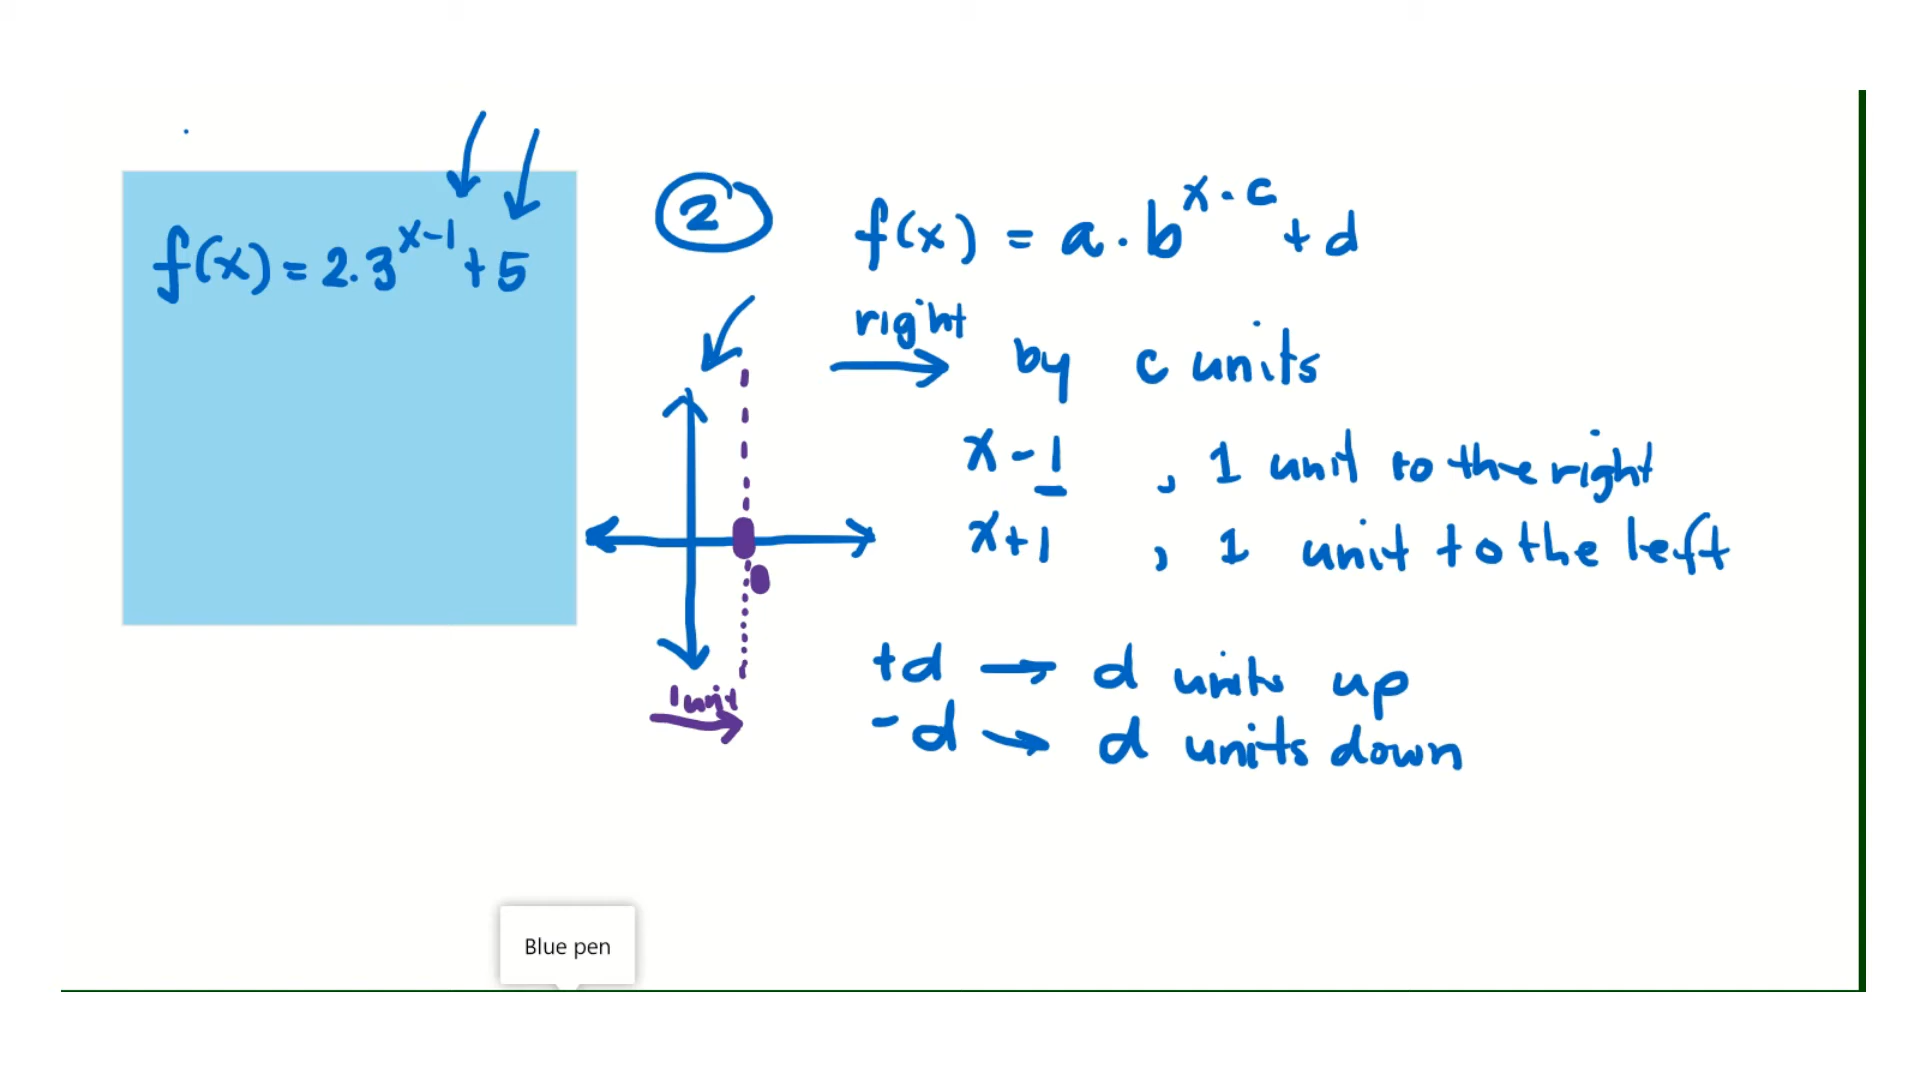 f(x) = 2.3^{x-1} + 5
2
f(x) = a . b^{x - c} + d
right
by c units
x - 1 , 1 unit to the right
x + 1 , 1 unit to the left
1 unit
+d → d units up
-d → d units down
Blue pen